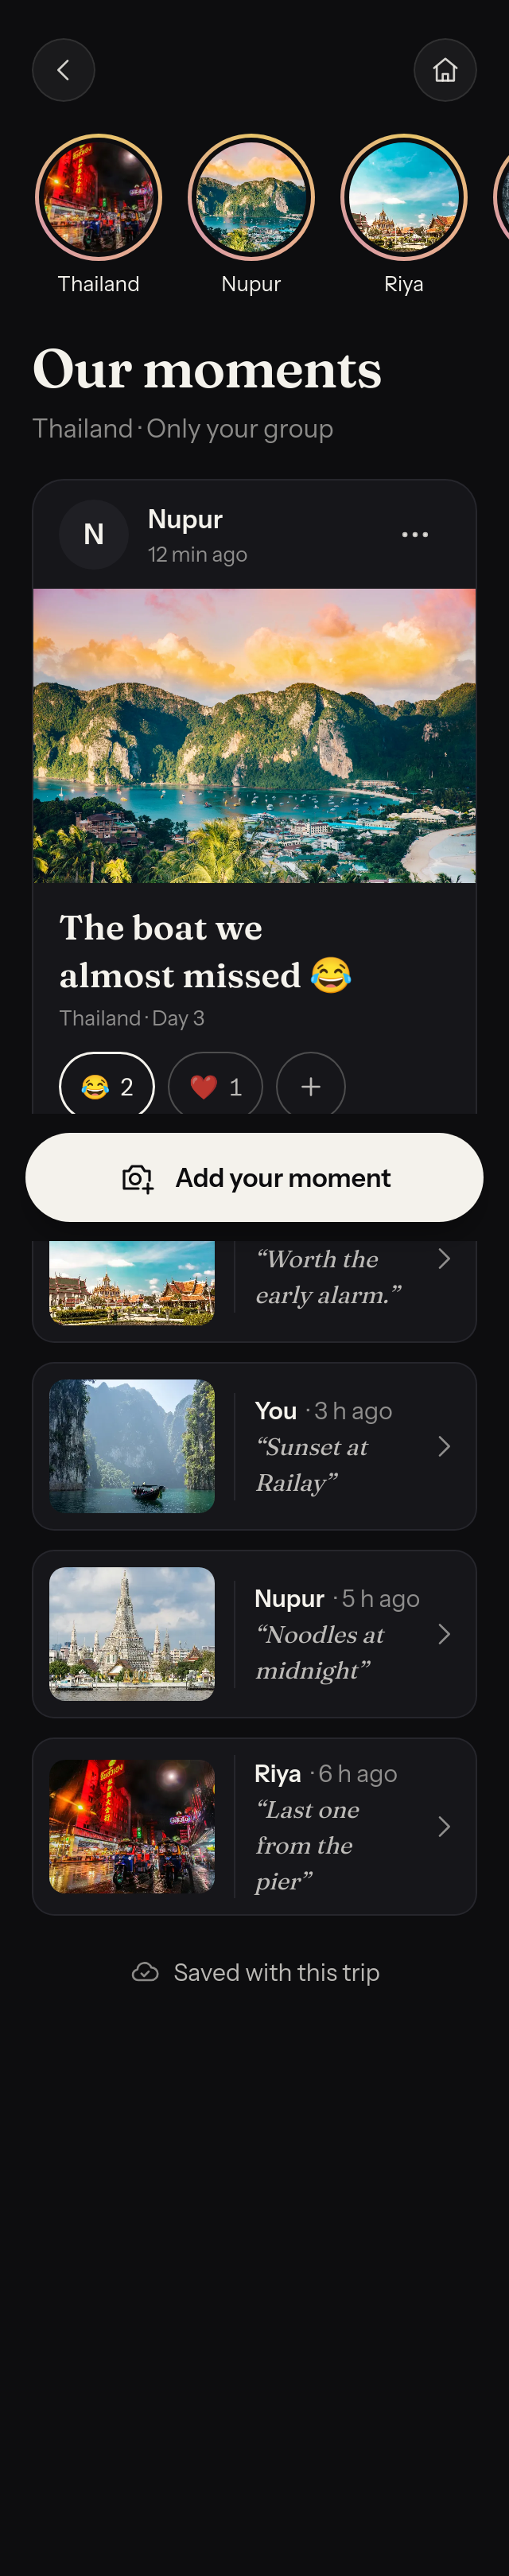 Thailand
Nupur
Riya
Our moments
Thailand · Only your group
N
Nupur
12 min ago
The boat we
almost missed 😂
Thailand · Day 3
😂 2
❤️ 1
Add your moment
“Worth the
early alarm.”
You · 3 h ago
“Sunset at
Railay”
Nupur · 5 h ago
“Noodles at
midnight”
Riya · 6 h ago
“Last one
from the
pier”
Saved with this trip